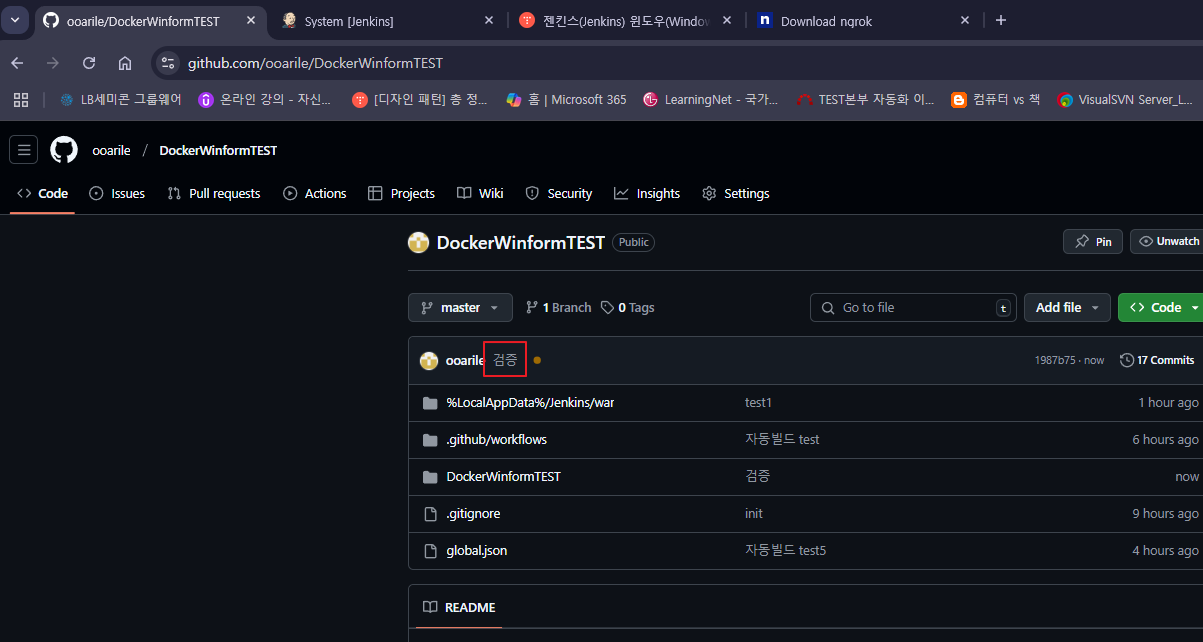 ooarile/DockerWinformTEST
System [Jenkins]
젠킨스(Jenkins) 윈도우(Windo
Download ngrok
github.com/ooarile/DockerWinformTEST
LB세미콘 그룹웨어
온라인 강의 - 자신...
[디자인 패턴] 총 정...
홈 | Microsoft 365
LearningNet - 국가...
TEST본부 자동화 이...
컴퓨터 vs 책
VisualSVN Server_L...
ooarile / DockerWinformTEST
Code
Issues
Pull requests
Actions
Projects
Wiki
Security
Insights
Settings
DockerWinformTEST
Public
Pin
Unwatch
master
1 Branch
0 Tags
Go to file
t
Add file
Code
ooarile 검증
1987b75 · now
17 Commits
%LocalAppData%/Jenkins/war test1 1 hour ago
.github/workflows 자동빌드 test 6 hours ago
DockerWinformTEST 검증 now
.gitignore init 9 hours ago
global.json 자동빌드 test5 4 hours ago
README